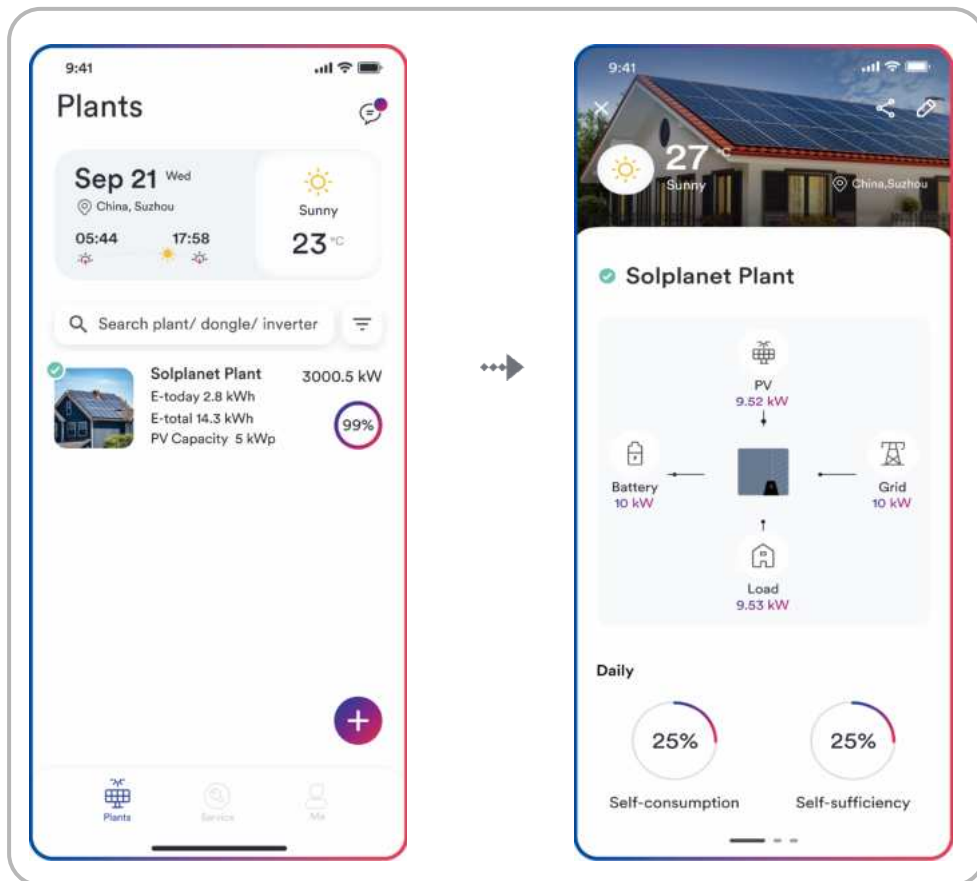 9:41
Plants
Sep 21 Wed
China, Suzhou
05:44 17:58
Sunny
23 °C
Search plant/ dongle/ inverter
Solplanet Plant
3000.5 kW
E-today 2.8 kWh
E-total 14.3 kWh
PV Capacity 5 kWp
99%
Plants
Service
Me
9:41
27 °C
Sunny
China,Suzhou
Solplanet Plant
PV
9.52 kW
Battery
10 kW
Grid
10 kW
Load
9.53 kW
Daily
25%
25%
Self-consumption
Self-sufficiency